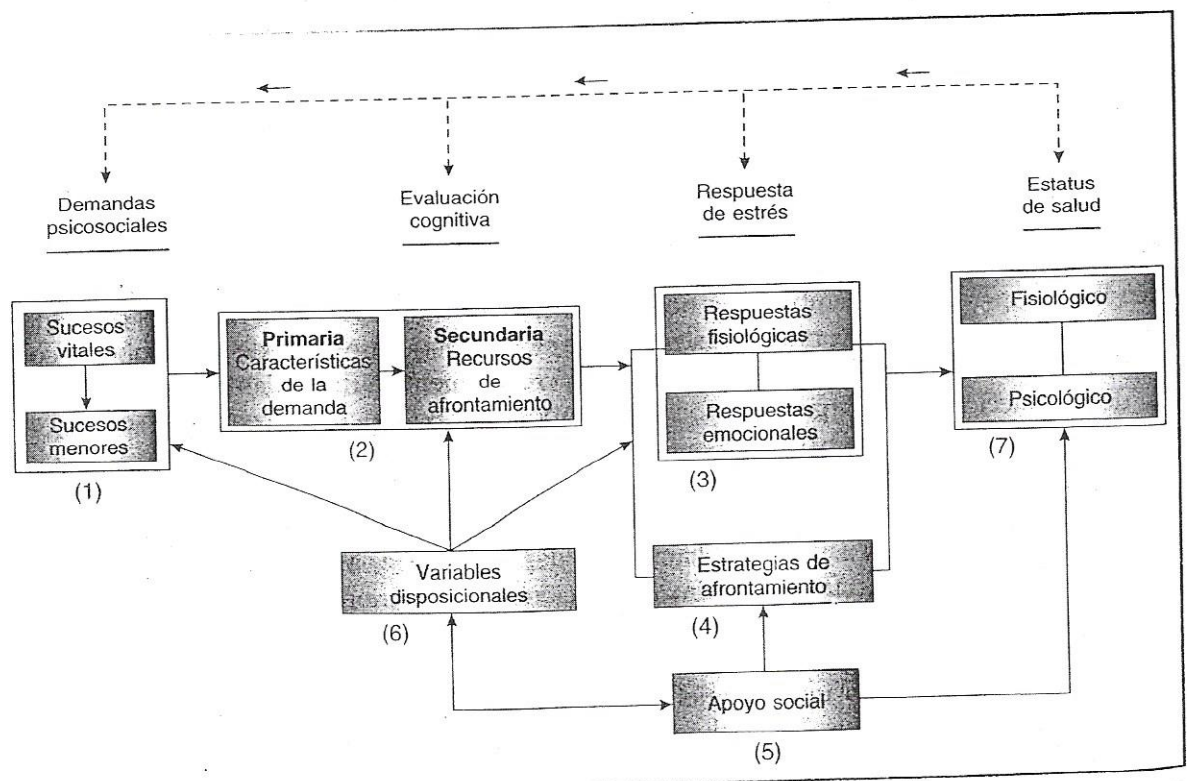 Demandas
psicosociales
Evaluación
cognitiva
Respuesta
de estrés
Estatus
de salud
Sucesos
vitales
Sucesos
menores
(1)
Primaria
Características
de la
demanda
Secundaria
Recursos
de
afrontamiento
(2)
Respuestas
fisiológicas
Respuestas
emocionales
(3)
Fisiológico
Psicológico
(7)
Variables
disposicionales
(6)
Estrategias de
afrontamiento
(4)
Apoyo social
(5)